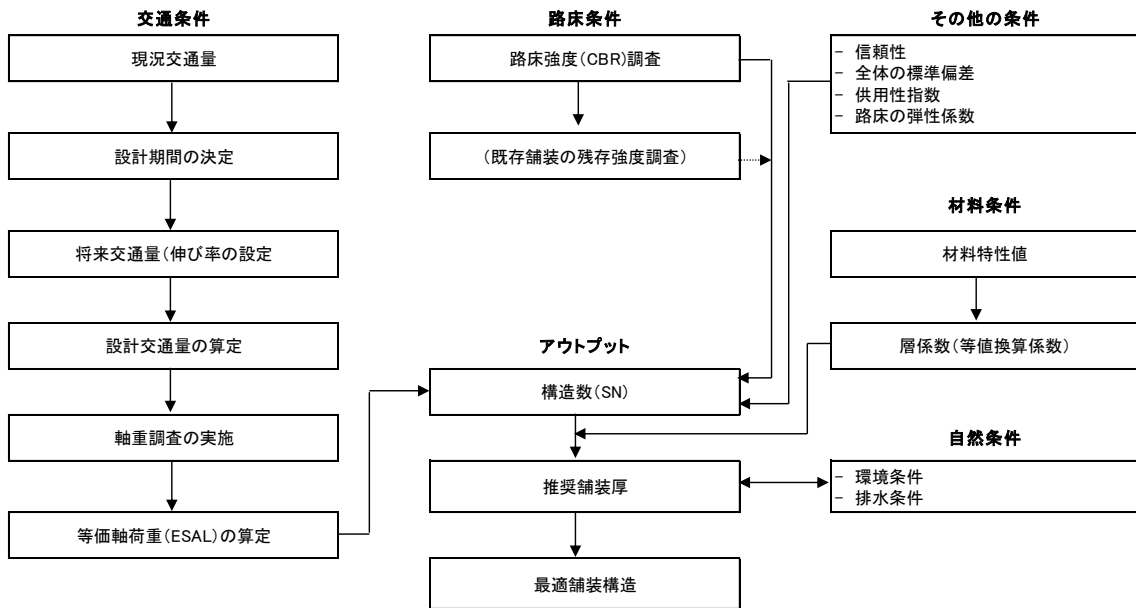 交通条件
現況交通量
設計期間の決定
将来交通量(伸び率の設定
設計交通量の算定
軸重調査の実施
等価軸荷重(ESAL)の算定
路床条件
路床強度(CBR)調査
(既存舗装の残存強度調査)
アウトプット
構造数(SN)
推奨舗装厚
最適舗装構造
その他の条件
- 信頼性
- 全体の標準偏差
- 供用性指数
- 路床の弾性係数
材料条件
材料特性値
層係数(等値換算係数)
自然条件
- 環境条件
- 排水条件